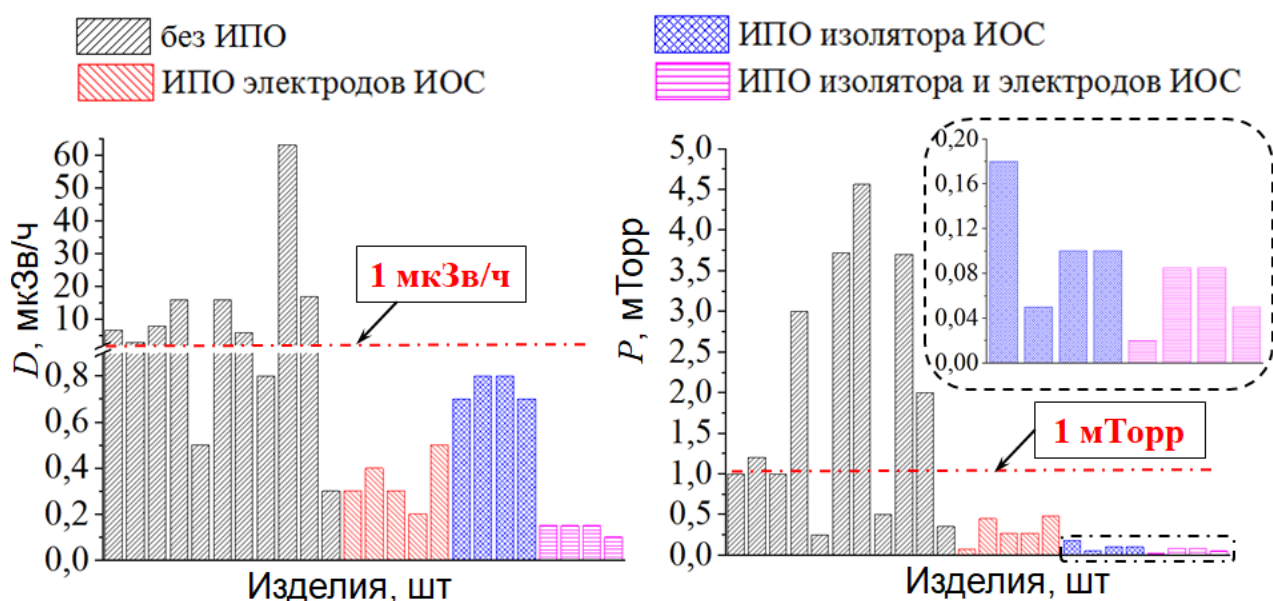 без ИПО
ИПО электродов ИОС
ИПО изолятора ИОС
ИПО изолятора и электродов ИОС
60
50
40
30
20
10
0,8
0,6
0,4
0,2
0,0
D, мкЗв/ч
1 мкЗв/ч
Изделия, шт
5,0
4,5
4,0
3,5
3,0
2,5
2,0
1,5
1,0
0,5
0,0
P, мТорр
0,20
0,16
0,12
0,08
0,04
0,00
1 мТорр
Изделия, шт